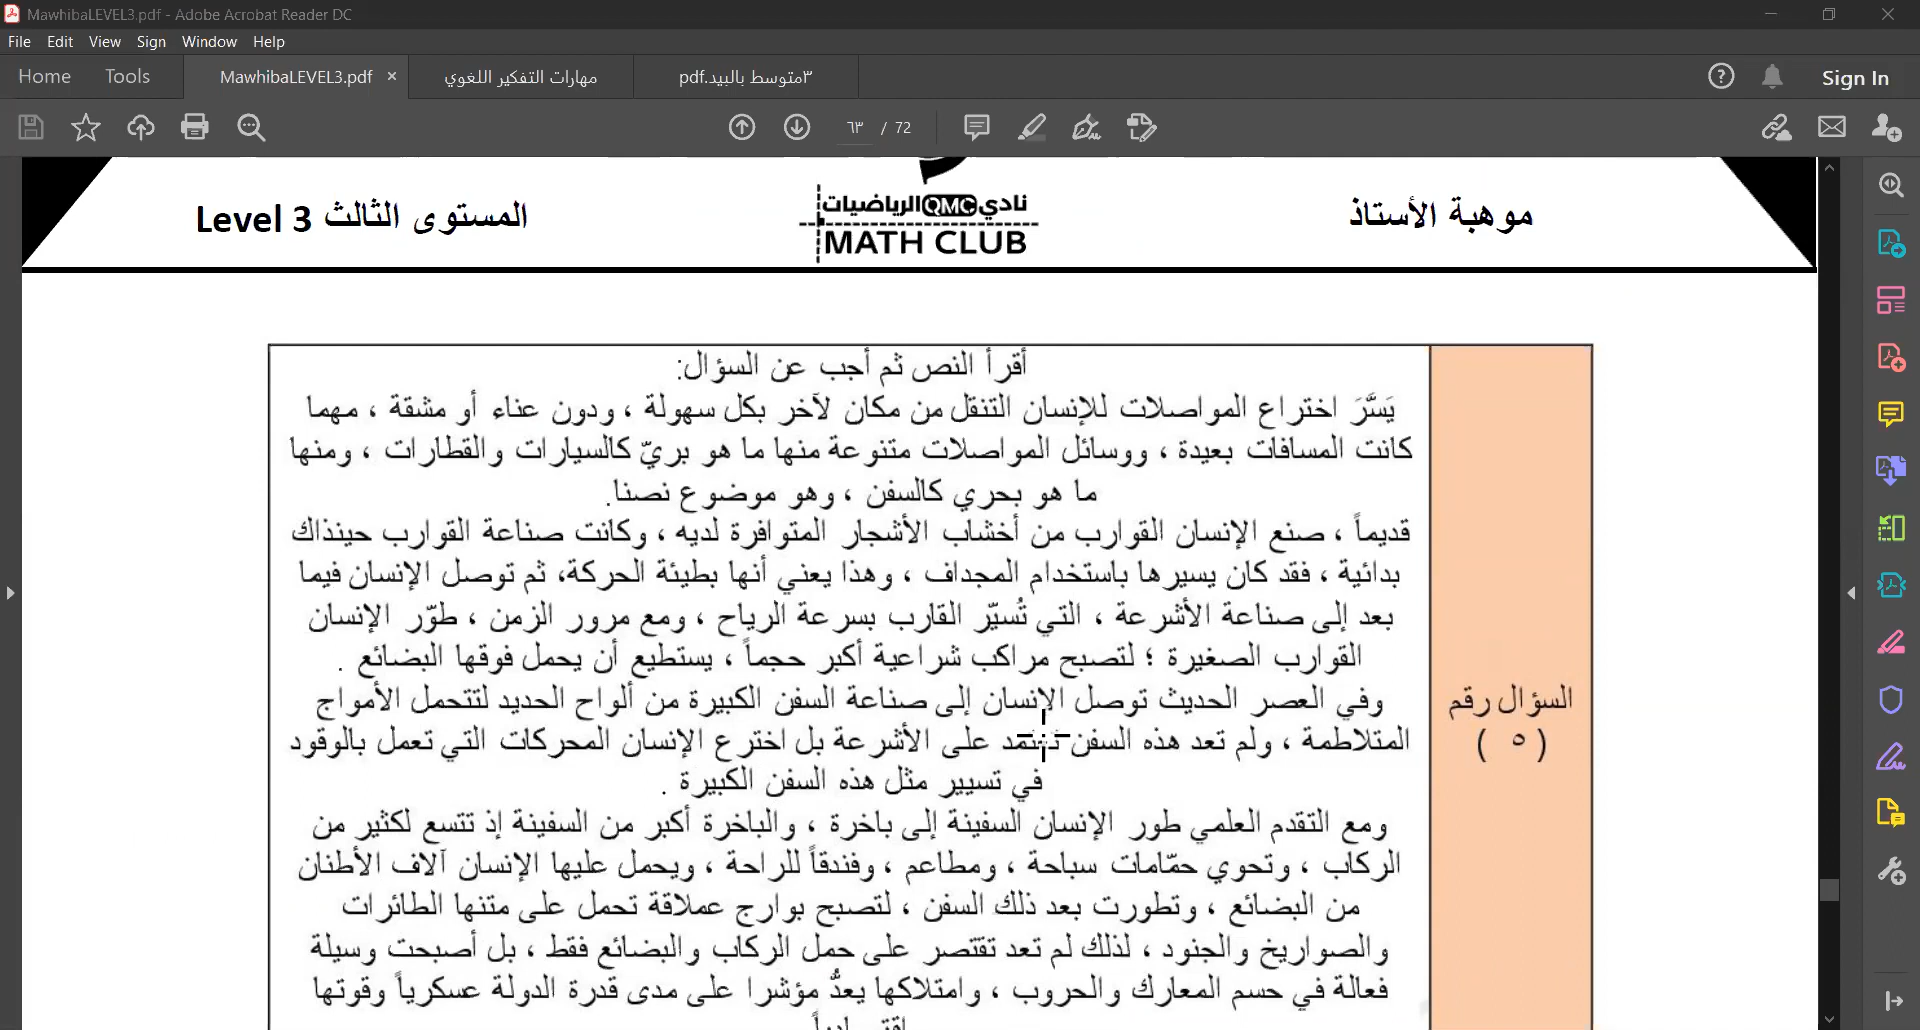 MawhibaLEVEL3.pdf - Adobe Acrobat Reader DC
File Edit View Sign Window Help
Home Tools MawhibaLEVEL3.pdf × مهارات التفكير اللغوي ٣متوسط بالبيد.pdf Sign In
٦٣ / 72
موهبة الأستاذ
نادي QMC الرياضيات
MATH CLUB
المستوى الثالث Level 3
أقرأ النص ثم أجب عن السؤال:
يَسَّرَ اختراع المواصلات للإنسان التنقل من مكان لآخر بكل سهولة ، ودون عناء أو مشقة ، مهما
كانت المسافات بعيدة ، ووسائل المواصلات متنوعة منها ما هو بريّ كالسيارات والقطارات ، ومنها
ما هو بحري كالسفن ، وهو موضوع نصنا.
قديماً ، صنع الإنسان القوارب من أخشاب الأشجار المتوافرة لديه ، وكانت صناعة القوارب حينذاك
بدائية ، فقد كان يسيرها باستخدام المجداف ، وهذا يعني أنها بطيئة الحركة، ثم توصل الإنسان فيما
بعد إلى صناعة الأشرعة ، التي تُسيّر القارب بسرعة الرياح ، ومع مرور الزمن ، طوّر الإنسان
القوارب الصغيرة ؛ لتصبح مراكب شراعية أكبر حجماً ، يستطيع أن يحمل فوقها البضائع .
وفي العصر الحديث توصل الإنسان إلى صناعة السفن الكبيرة من ألواح الحديد لتتحمل الأمواج
المتلاطمة ، ولم تعد هذه السفن تعتمد على الأشرعة بل اخترع الإنسان المحركات التي تعمل بالوقود
في تسيير مثل هذه السفن الكبيرة .
ومع التقدم العلمي طور الإنسان السفينة إلى باخرة ، والباخرة أكبر من السفينة إذ تتسع لكثير من
الركاب ، وتحوي حمّامات سباحة ، ومطاعم ، وفندقاً للراحة ، ويحمل عليها الإنسان آلاف الأطنان
من البضائع ، وتطورت بعد ذلك السفن ، لتصبح بوارج عملاقة تحمل على متنها الطائرات
والصواريخ والجنود ، لذلك لم تعد تقتصر على حمل الركاب والبضائع فقط ، بل أصبحت وسيلة
فعالة في حسم المعارك والحروب ، وامتلاكها يعدُّ مؤشرا على مدى قدرة الدولة عسكرياً وقوتها
السؤال رقم
( ٥ )